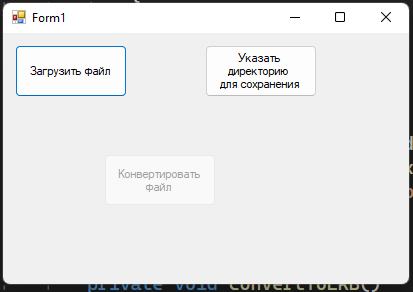 Form1
Загрузить файл
Указать
директорию
для сохранения
Конвертировать
файл
private void ConvertToERB()